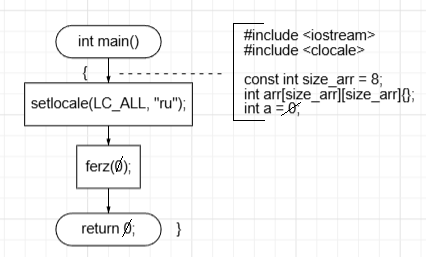 int main()
{
#include <iostream>
#include <clocale>
const int size_arr = 8;
int arr[size_arr][size_arr]{};
int a = 0;
setlocale(LC_ALL, "ru");
ferz(0);
return 0; }